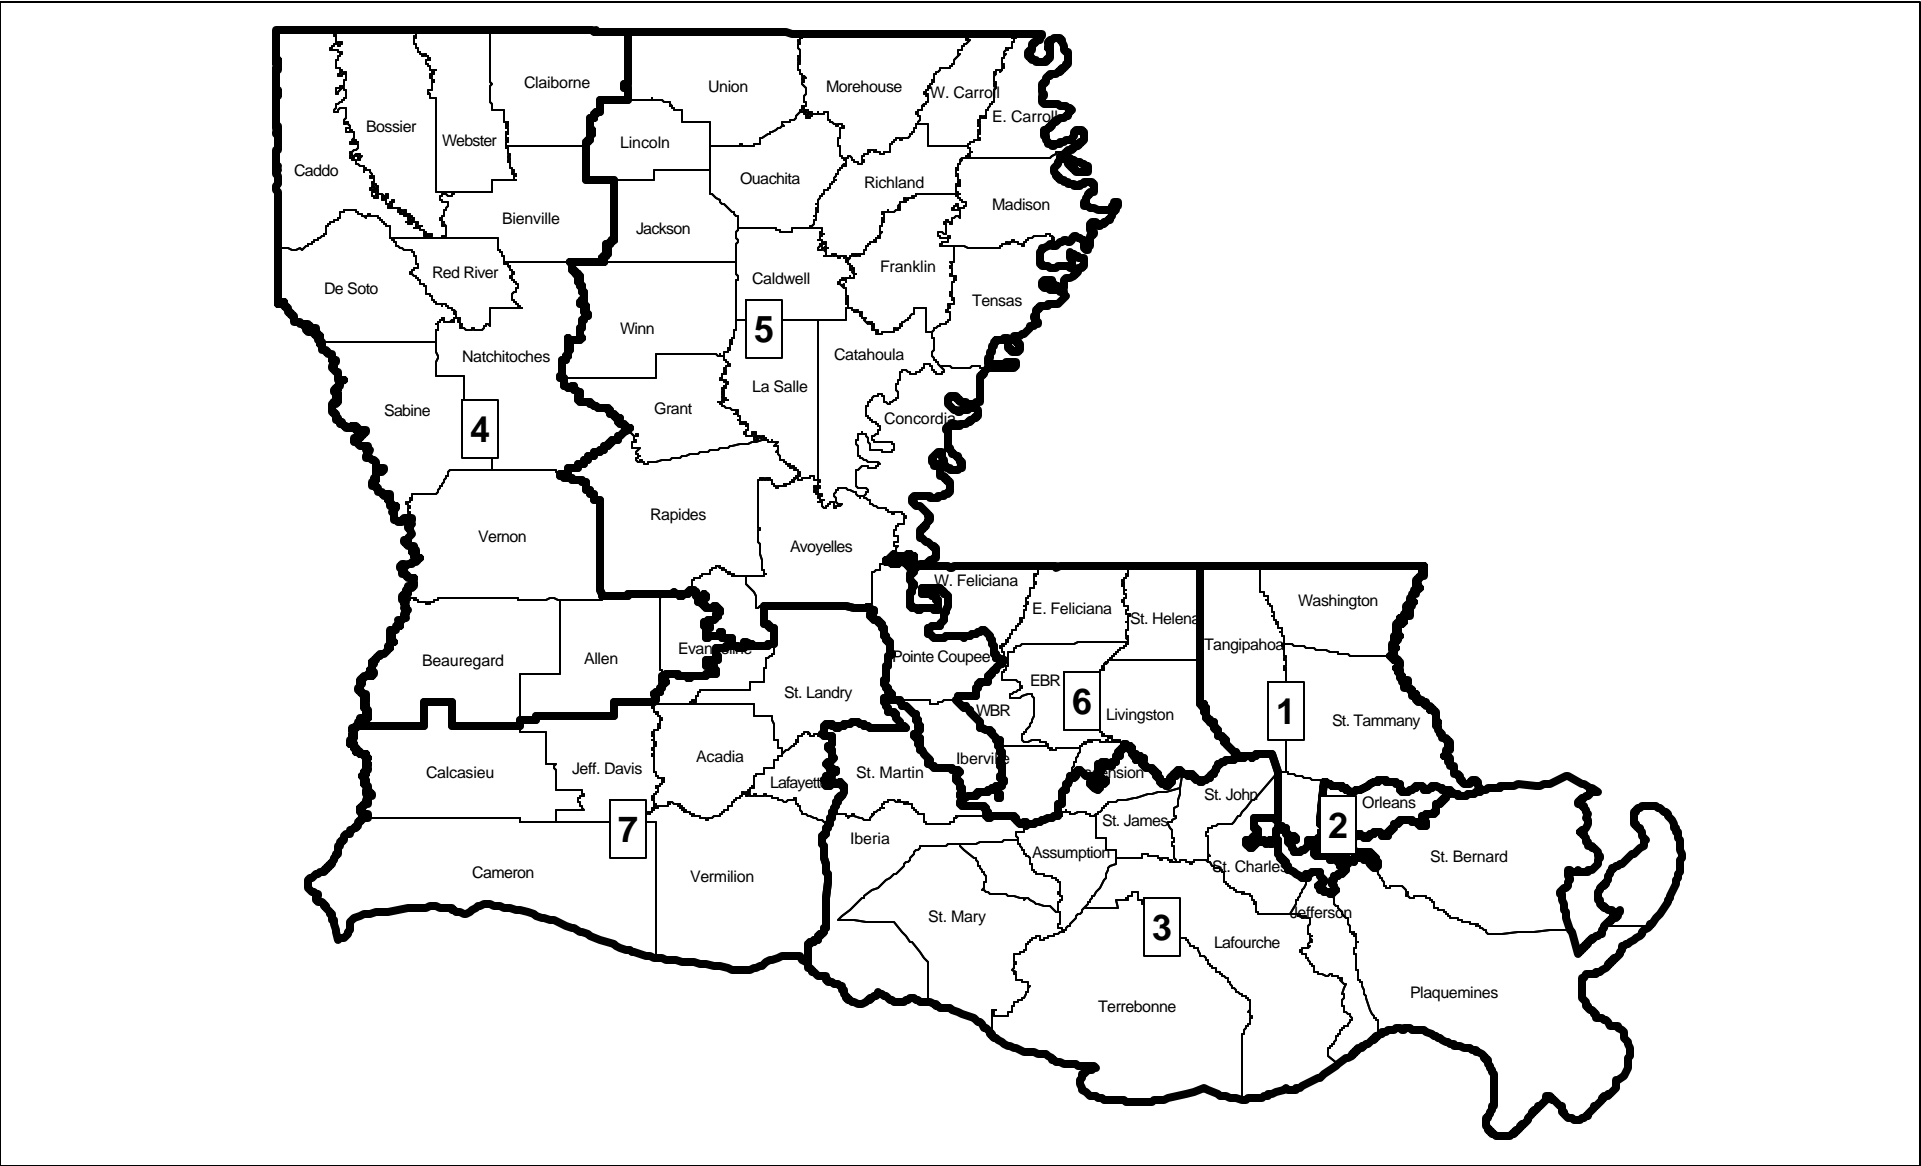 Claiborne
Union
Morehouse
W. Carroll
E. Carroll
Bossier
Webster
Lincoln
Caddo
Ouachita
Richland
Madison
Bienville
Jackson
Red River
De Soto
Caldwell
Franklin
Tensas
Winn
5
Natchitoches
Catahoula
La Salle
Sabine
Grant
Concordia
4
Rapides
Vernon
Avoyelles
W. Feliciana
E. Feliciana
St. Helena
Washington
Tangipahoa
Evangeline
Beauregard
Allen
Pointe Coupee
EBR
St. Landry
6
WBR
Livingston
1
St. Tammany
Acadia
Iberville
Calcasieu
Jeff. Davis
Lafayette
St. Martin
Ascension
St. John
Orleans
7
St. James
2
Iberia
Assumption
St. Bernard
St. Charles
Cameron
Vermilion
St. Mary
Jefferson
3
Lafourche
Plaquemines
Terrebonne